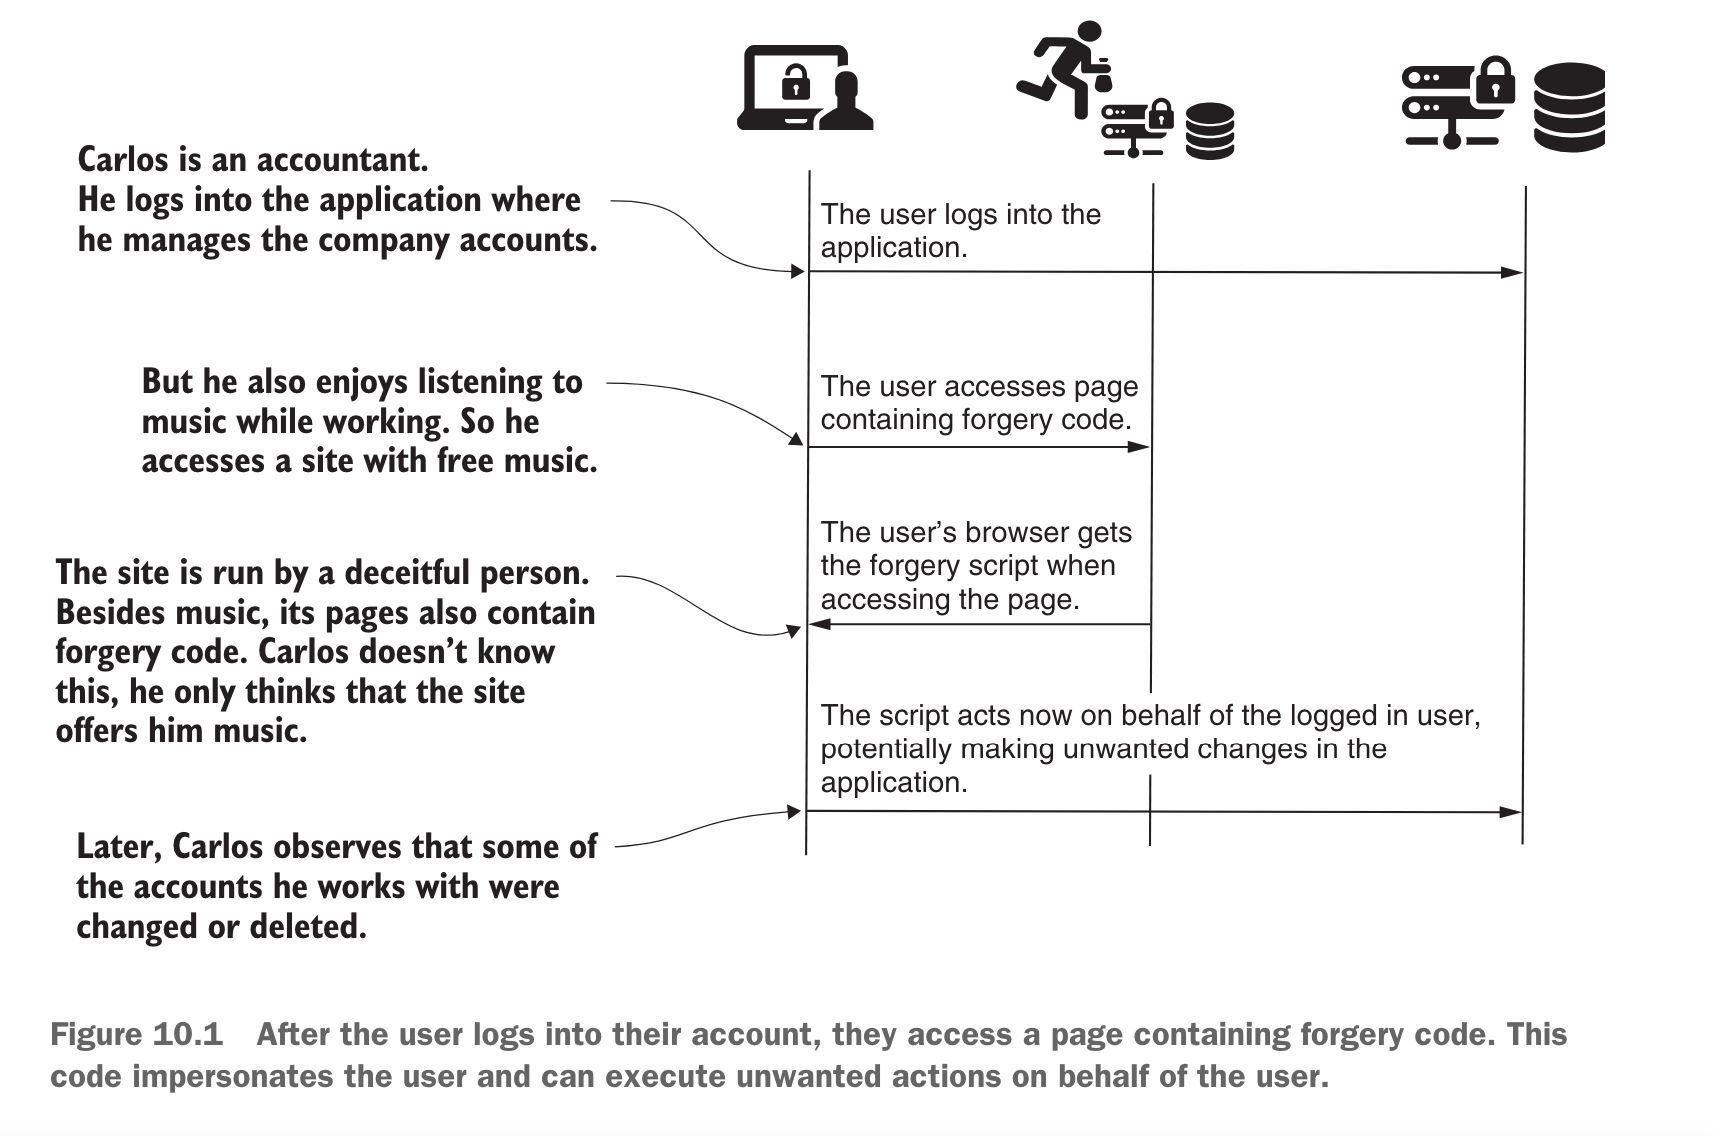 Carlos is an accountant.
He logs into the application where
he manages the company accounts.
The user logs into the
application.
But he also enjoys listening to
music while working. So he
accesses a site with free music.
The user accesses page
containing forgery code.
The site is run by a deceitful person.
Besides music, its pages also contain
forgery code. Carlos doesn’t know
this, he only thinks that the site
offers him music.
The user’s browser gets
the forgery script when
accessing the page.
The script acts now on behalf of the logged in user,
potentially making unwanted changes in the
application.
Later, Carlos observes that some of
the accounts he works with were
changed or deleted.
Figure 10.1 After the user logs into their account, they access a page containing forgery code. This
code impersonates the user and can execute unwanted actions on behalf of the user.